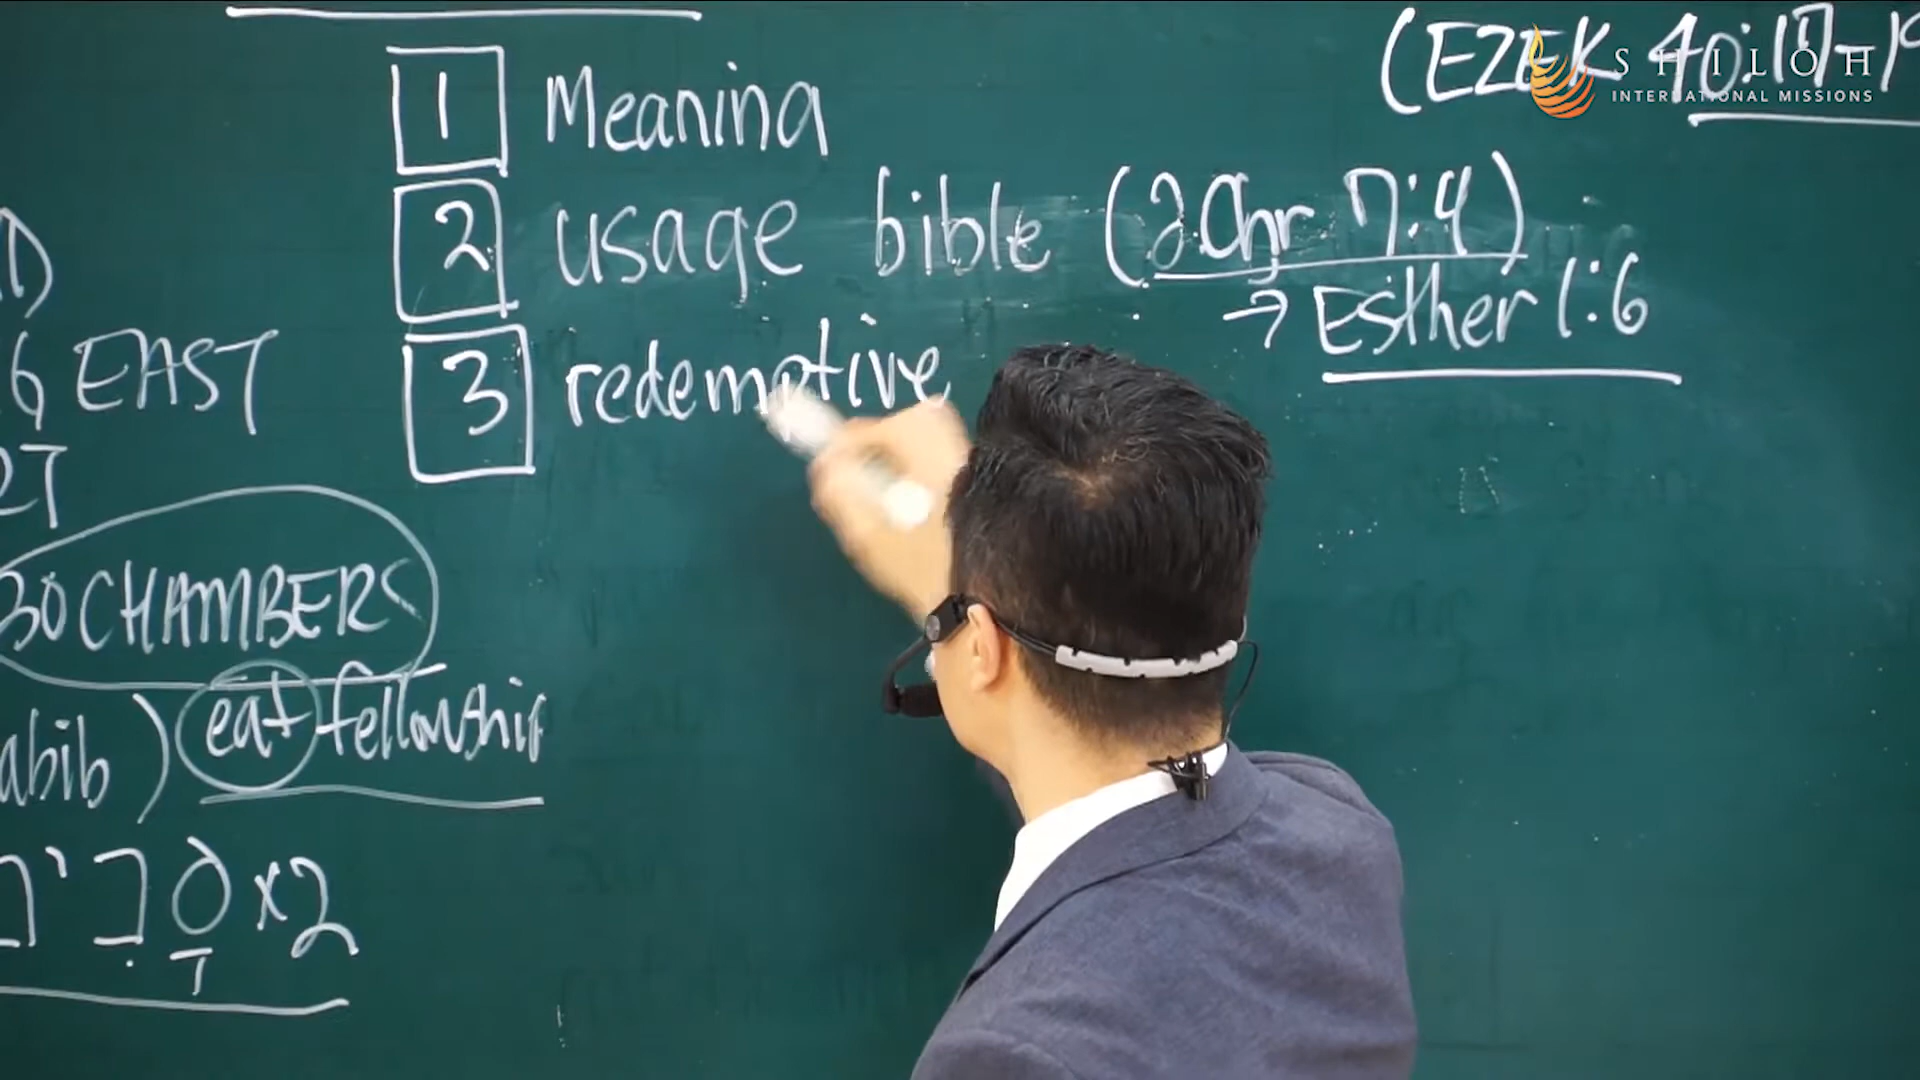 (EZEK 40:17-19
SHILOH
INTERNATIONAL MISSIONS
1 Meaning
2 usage bible (2 Chr 7:4)
→ Esther 1:6
3 redemptive
6 EAST
30 CHAMBERS
abib) eat fellowship
x2